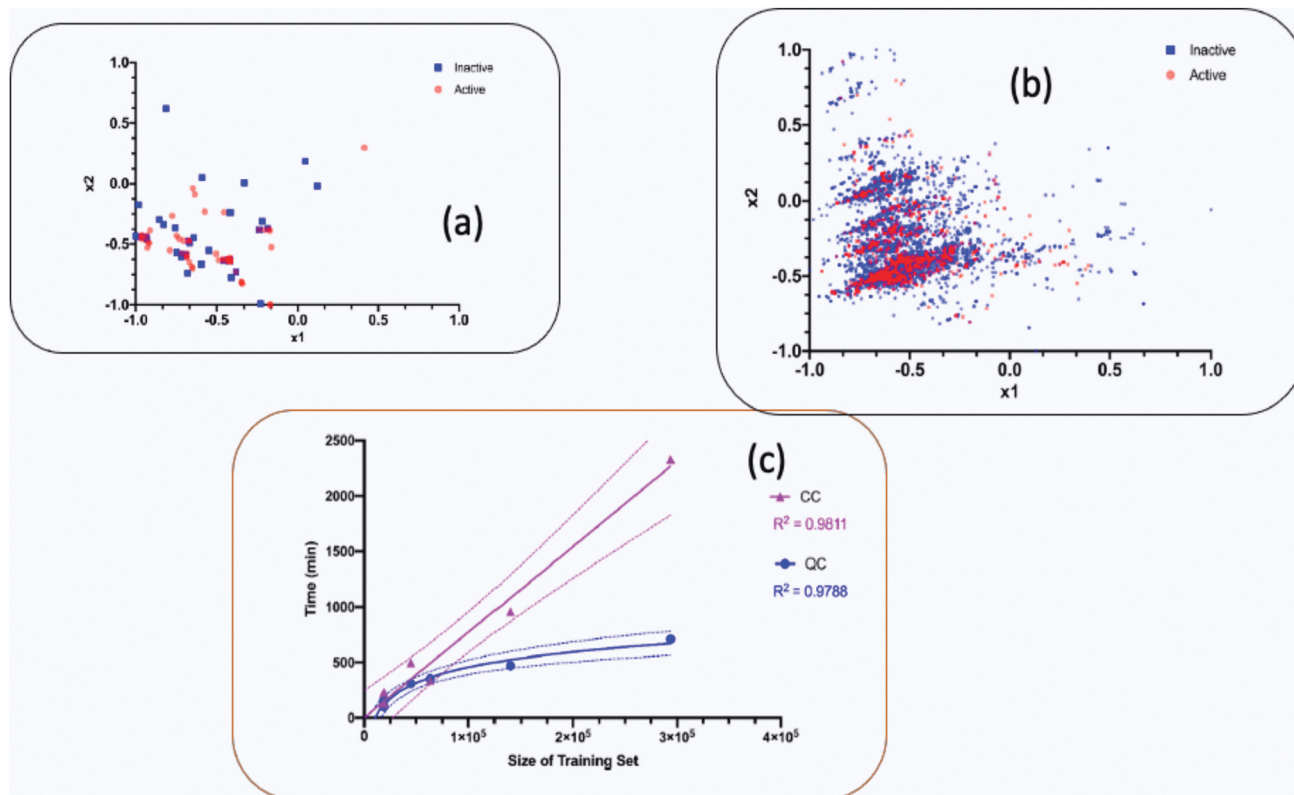 1.0
0.5
0.0
-0.5
-1.0
x2
-1.0 -0.5 0.0 0.5 1.0
x1
Inactive
Active
(a)
1.0
0.5
0.0
-0.5
-1.0
x2
-1.0 -0.5 0.0 0.5 1.0
x1
Inactive
Active
(b)
2500
2000
1500
1000
500
0
Time (min)
0 1×10⁵ 2×10⁵ 3×10⁵ 4×10⁵
Size of Training Set
(c)
CC
R² = 0.9811
QC
R² = 0.9788